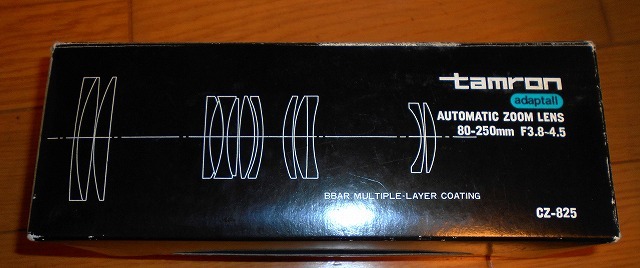 tamron
adaptall
AUTOMATIC ZOOM LENS
80-250mm F3.8~4.5
BBAR MULTIPLE-LAYER COATING
CZ-825